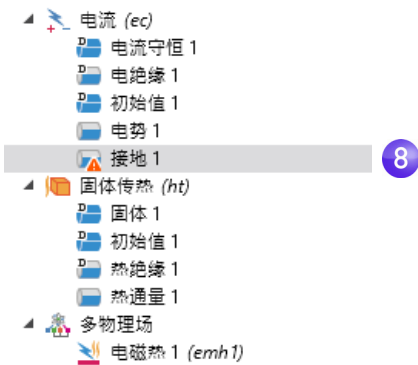 电流 (ec)
D 电流守恒 1
D 电绝缘 1
D 初始值 1
电势 1
接地 1 8
固体传热 (ht)
D 固体 1
D 初始值 1
D 热绝缘 1
热通量 1
多物理场
电磁热 1 (emh1)